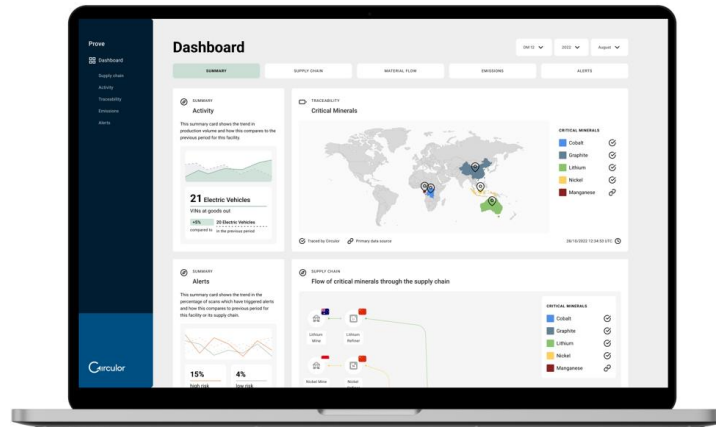 Prove
Dashboard
Supply chain
Activity
Traceability
Emissions
Alerts
Circulor
Dashboard
2022
August
SUMMARY
SUPPLY CHAIN
MATERIAL FLOW
EMISSIONS
ALERTS
SUMMARY
Activity
This summary card shows the trend in
production volume and how this compares to the
previous period for this facility.
21 Electric Vehicles
VINs at goods out
20 Electric Vehicles
compared to in the previous period
TRACEABILITY
Critical Minerals
CRITICAL MINERALS
Cobalt
Graphite
Lithium
Nickel
Manganese
Traced by Circulor
Primary data source
UTC
SUMMARY
Alerts
This summary card shows the trend in the
percentage of scans which have triggered alerts
and how this compares to previous period for
this facility or its supply chain.
15%
high risk
4%
low risk
SUPPLY CHAIN
Flow of critical minerals through the supply chain
Lithium
Mine
Lithium
Refiner
Nickel Mine
Nickel
CRITICAL MINERALS
Cobalt
Graphite
Lithium
Nickel
Manganese